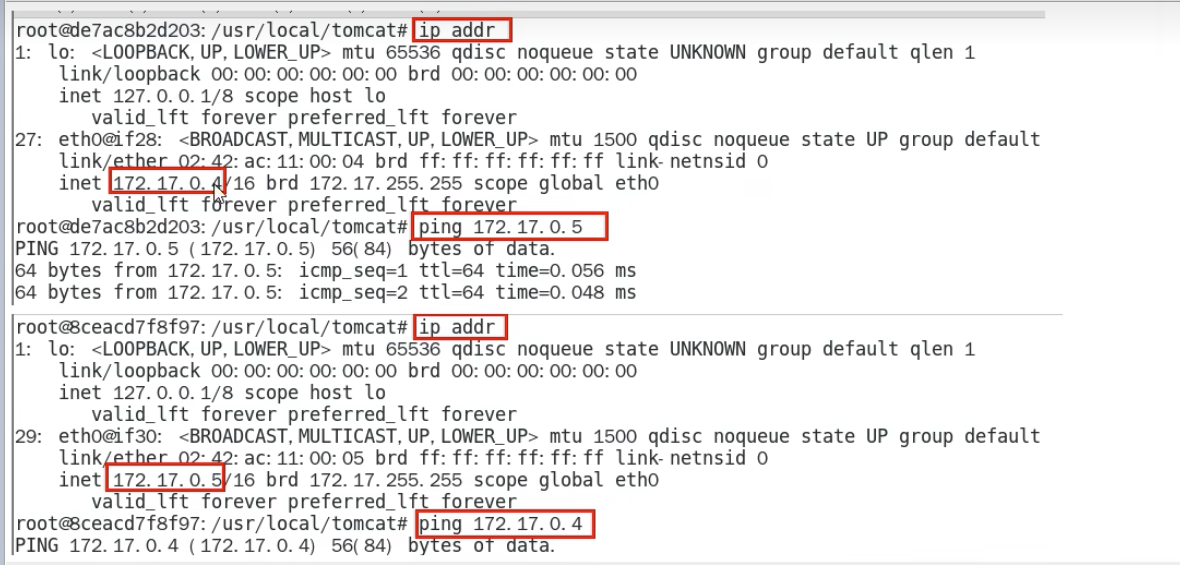 root@de7ac8b2d203:/usr/local/tomcat# ip addr
1: lo: <LOOPBACK,UP,LOWER_UP> mtu 65536 qdisc noqueue state UNKNOWN group default qlen 1
link/loopback 00:00:00:00:00:00 brd 00:00:00:00:00:00
inet 127.0.0.1/8 scope host lo
valid_lft forever preferred_lft forever
27: eth0@if28: <BROADCAST,MULTICAST,UP,LOWER_UP> mtu 1500 qdisc noqueue state UP group default
link/ether 02:42:ac:11:00:04 brd ff:ff:ff:ff:ff:ff link-netnsid 0
inet 172.17.0.4/16 brd 172.17.255.255 scope global eth0
valid_lft forever preferred_lft forever
root@de7ac8b2d203:/usr/local/tomcat# ping 172.17.0.5
PING 172.17.0.5 (172.17.0.5) 56(84) bytes of data.
64 bytes from 172.17.0.5: icmp_seq=1 ttl=64 time=0.056 ms
64 bytes from 172.17.0.5: icmp_seq=2 ttl=64 time=0.048 ms
root@8ceacd7f8f97:/usr/local/tomcat# ip addr
1: lo: <LOOPBACK,UP,LOWER_UP> mtu 65536 qdisc noqueue state UNKNOWN group default qlen 1
link/loopback 00:00:00:00:00:00 brd 00:00:00:00:00:00
inet 127.0.0.1/8 scope host lo
valid_lft forever preferred_lft forever
29: eth0@if30: <BROADCAST,MULTICAST,UP,LOWER_UP> mtu 1500 qdisc noqueue state UP group default
link/ether 02:42:ac:11:00:05 brd ff:ff:ff:ff:ff:ff link-netnsid 0
inet 172.17.0.5/16 brd 172.17.255.255 scope global eth0
valid_lft forever preferred_lft forever
root@8ceacd7f8f97:/usr/local/tomcat# ping 172.17.0.4
PING 172.17.0.4 (172.17.0.4) 56(84) bytes of data.